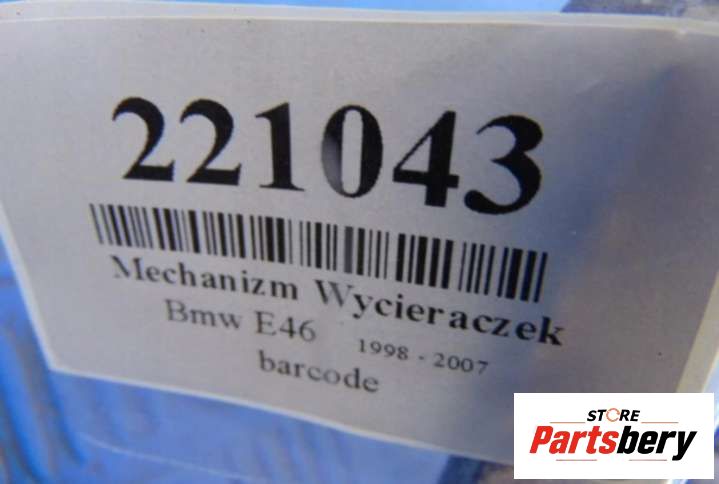 221043
Mechanizm Wycieraczek
Bmw E46 1998 - 2007
barcode
STORE
Partsbery